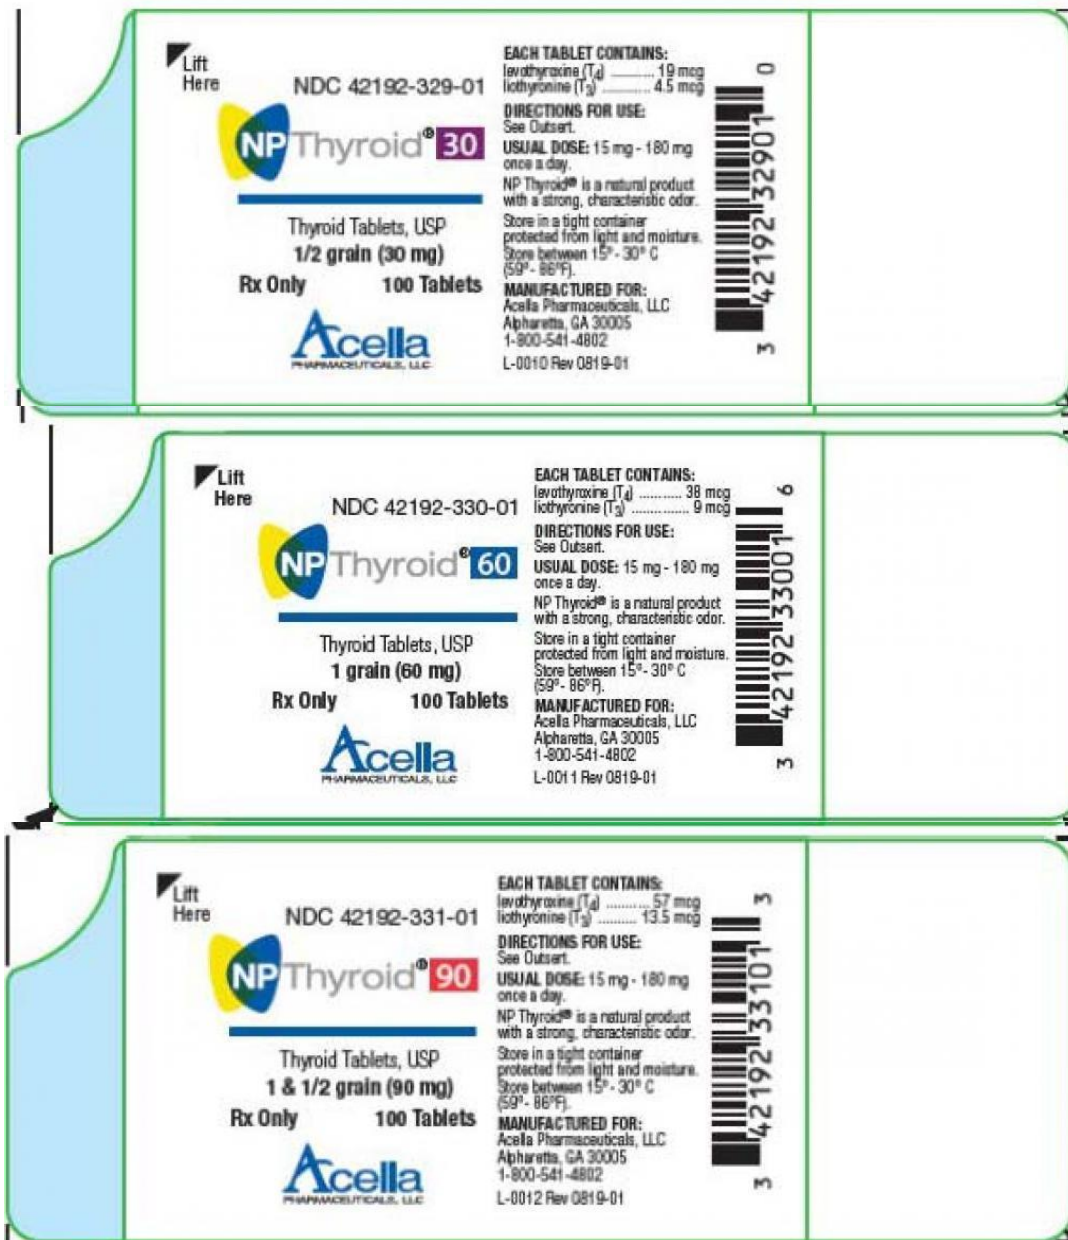 Lift
Here
NDC 42192-329-01
NP Thyroid® 30
Thyroid Tablets, USP
1/2 grain (30 mg)
Rx Only 100 Tablets
Acella
PHARMACEUTICALS, LLC
EACH TABLET CONTAINS:
levothyroxine (T4) .......... 19 mcg
liothyronine (T3) ............ 4.5 mcg
DIRECTIONS FOR USE:
See Outsert.
USUAL DOSE: 15 mg - 180 mg
once a day.
NP Thyroid® is a natural product
with a strong, characteristic odor.
Store in a tight container
protected from light and moisture.
Store between 15° - 30° C
(59° - 86°F).
MANUFACTURED FOR:
Acella Pharmaceuticals, LLC
Alpharetta, GA 30005
1-800-541-4802
L-0010 Rev 0819-01
3 42192 32901 0
Lift
Here
NDC 42192-330-01
NP Thyroid® 60
Thyroid Tablets, USP
1 grain (60 mg)
Rx Only 100 Tablets
Acella
PHARMACEUTICALS, LLC
EACH TABLET CONTAINS:
levothyroxine (T4) .......... 38 mcg
liothyronine (T3) .............. 9 mcg
DIRECTIONS FOR USE:
See Outsert.
USUAL DOSE: 15 mg - 180 mg
once a day.
NP Thyroid® is a natural product
with a strong, characteristic odor.
Store in a tight container
protected from light and moisture.
Store between 15° - 30° C
(59° - 86°F).
MANUFACTURED FOR:
Acella Pharmaceuticals, LLC
Alpharetta, GA 30005
1-800-541-4802
L-0011 Rev 0819-01
3 42192 33001 6
Lift
Here
NDC 42192-331-01
NP Thyroid® 90
Thyroid Tablets, USP
1 & 1/2 grain (90 mg)
Rx Only 100 Tablets
Acella
PHARMACEUTICALS, LLC
EACH TABLET CONTAINS:
levothyroxine (T4) .......... 57 mcg
liothyronine (T3) .......... 13.5 mcg
DIRECTIONS FOR USE:
See Outsert.
USUAL DOSE: 15 mg - 180 mg
once a day.
NP Thyroid® is a natural product
with a strong, characteristic odor.
Store in a tight container
protected from light and moisture.
Store between 15° - 30° C
(59° - 86°F).
MANUFACTURED FOR:
Acella Pharmaceuticals, LLC
Alpharetta, GA 30005
1-800-541-4802
L-0012 Rev 0819-01
3 42192 33101 3